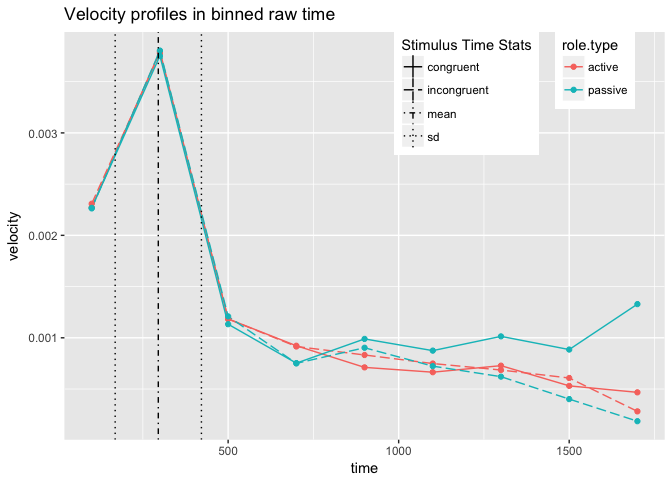 Velocity profiles in binned raw time
Stimulus Time Stats
congruent
incongruent
mean
sd
role.type
active
passive
velocity
0.003
0.002
0.001
500
1000
1500
time